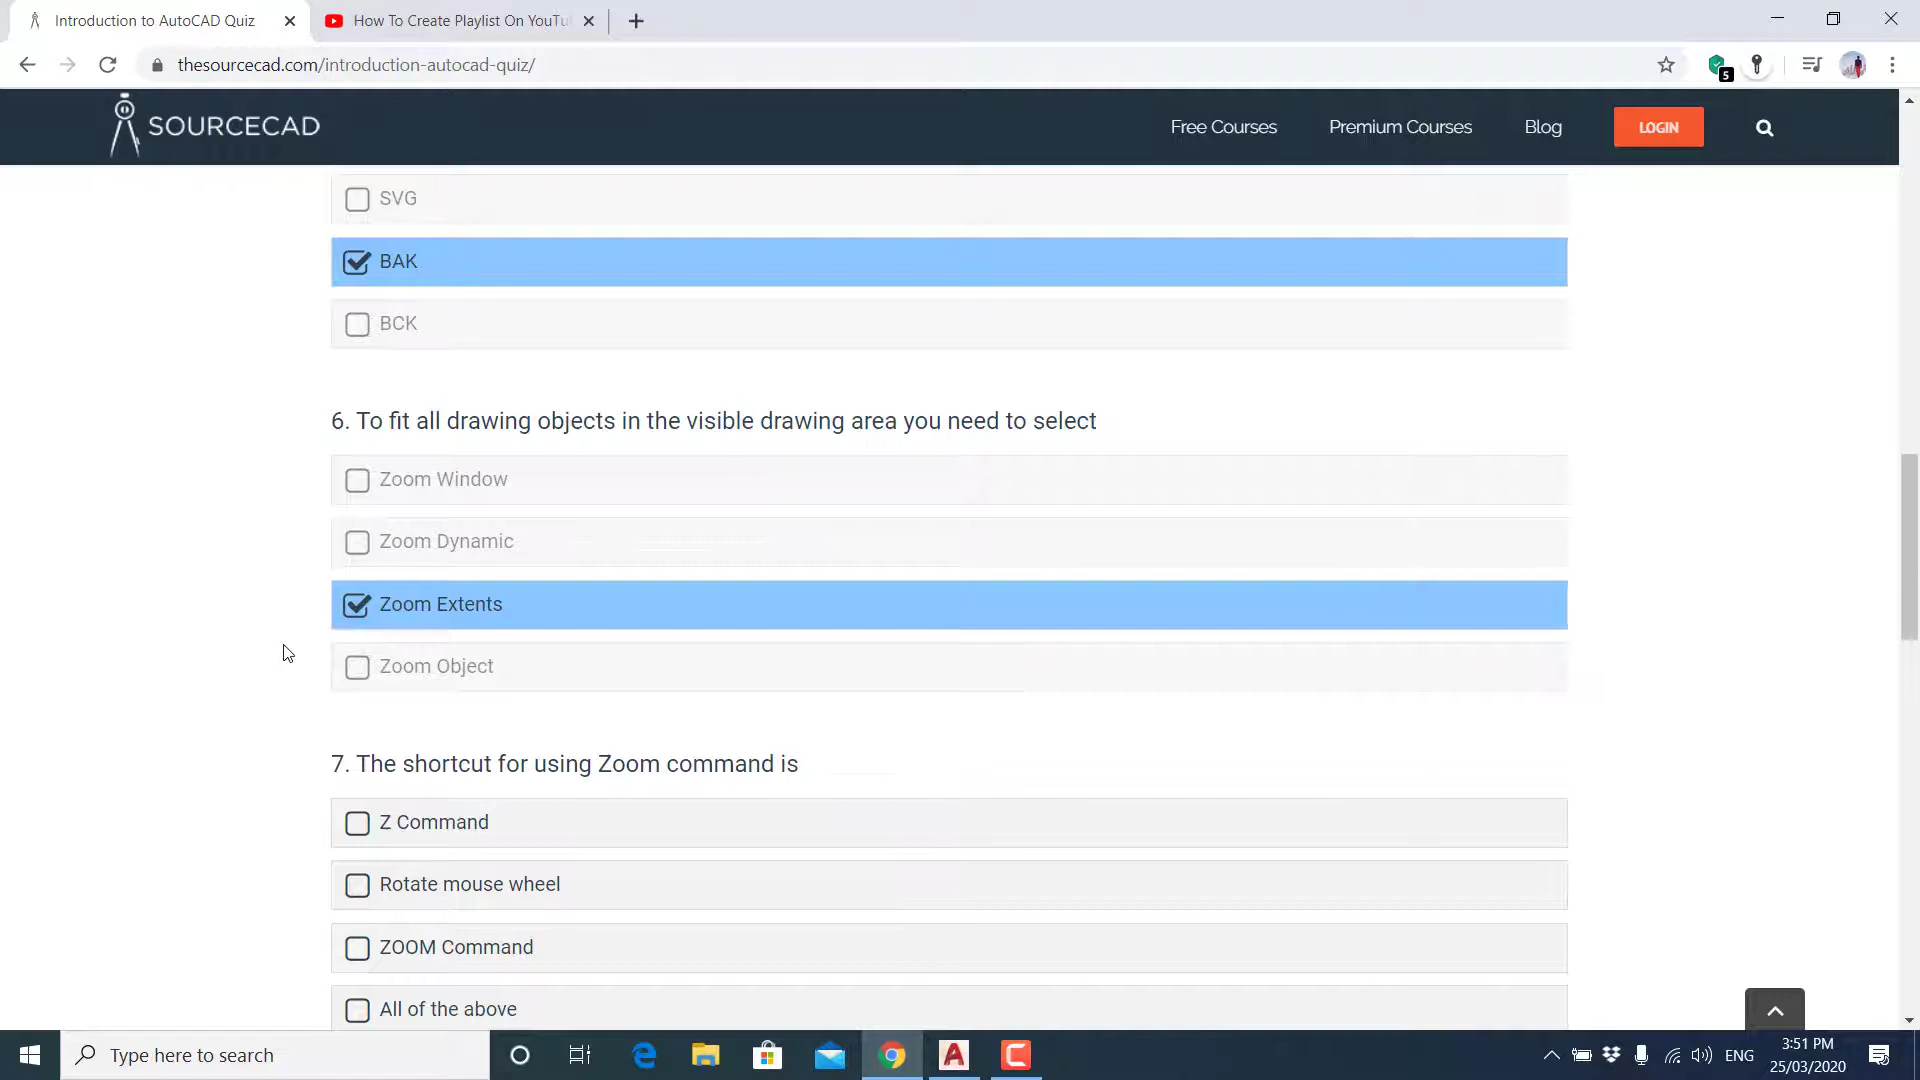 Introduction to AutoCAD Quiz
How To Create Playlist On YouTu
thesourcecad.com/introduction-autocad-quiz/
5
SOURCECAD
Free Courses
Premium Courses
Blog
LOGIN
SVG
BAK
BCK
6. To fit all drawing objects in the visible drawing area you need to select
Zoom Window
Zoom Dynamic
Zoom Extents
Zoom Object
7. The shortcut for using Zoom command is
Z Command
Rotate mouse wheel
ZOOM Command
All of the above
Type here to search
ENG
3:51 PM
25/03/2020